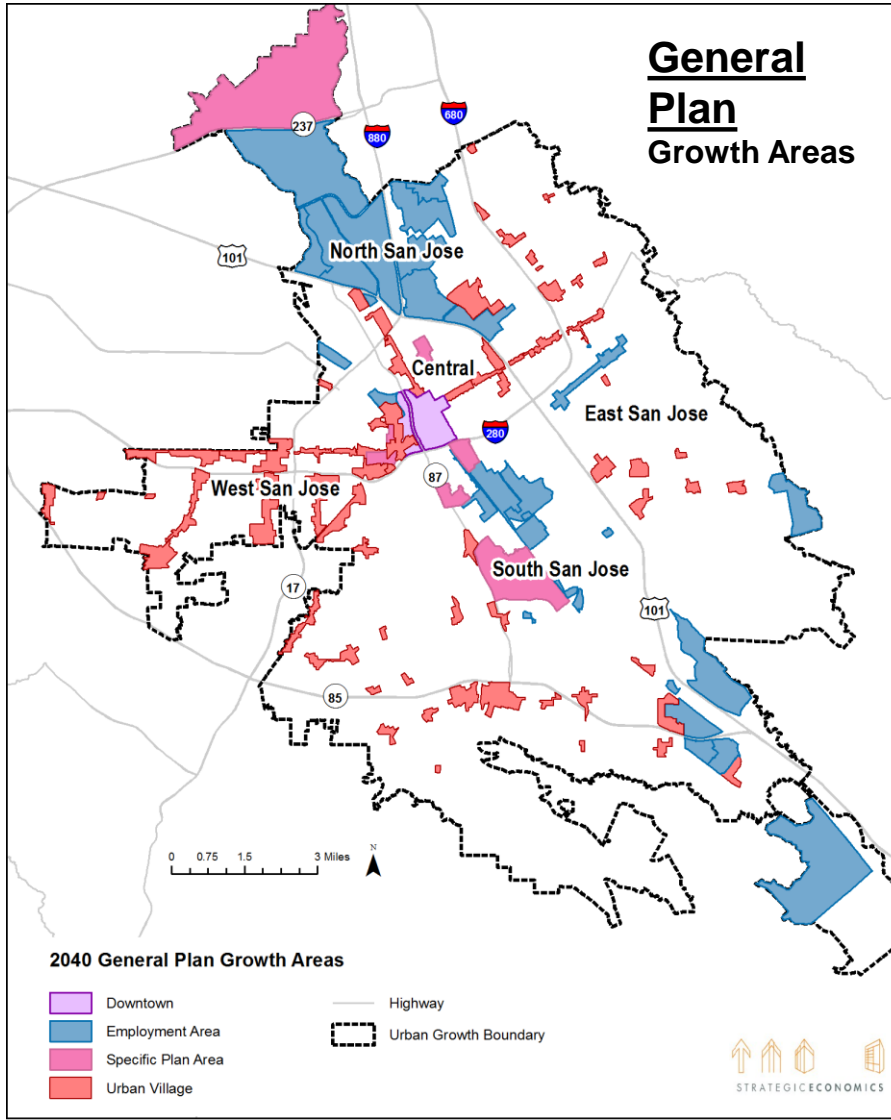 General
Plan
Growth Areas
237
880
680
101
North San Jose
Central
East San Jose
280
87
West San Jose
South San Jose
17
101
85
N
0 0.75 1.5 3 Miles
2040 General Plan Growth Areas
Downtown
Employment Area
Specific Plan Area
Urban Village
Highway
Urban Growth Boundary
STRATEGICECONOMICS